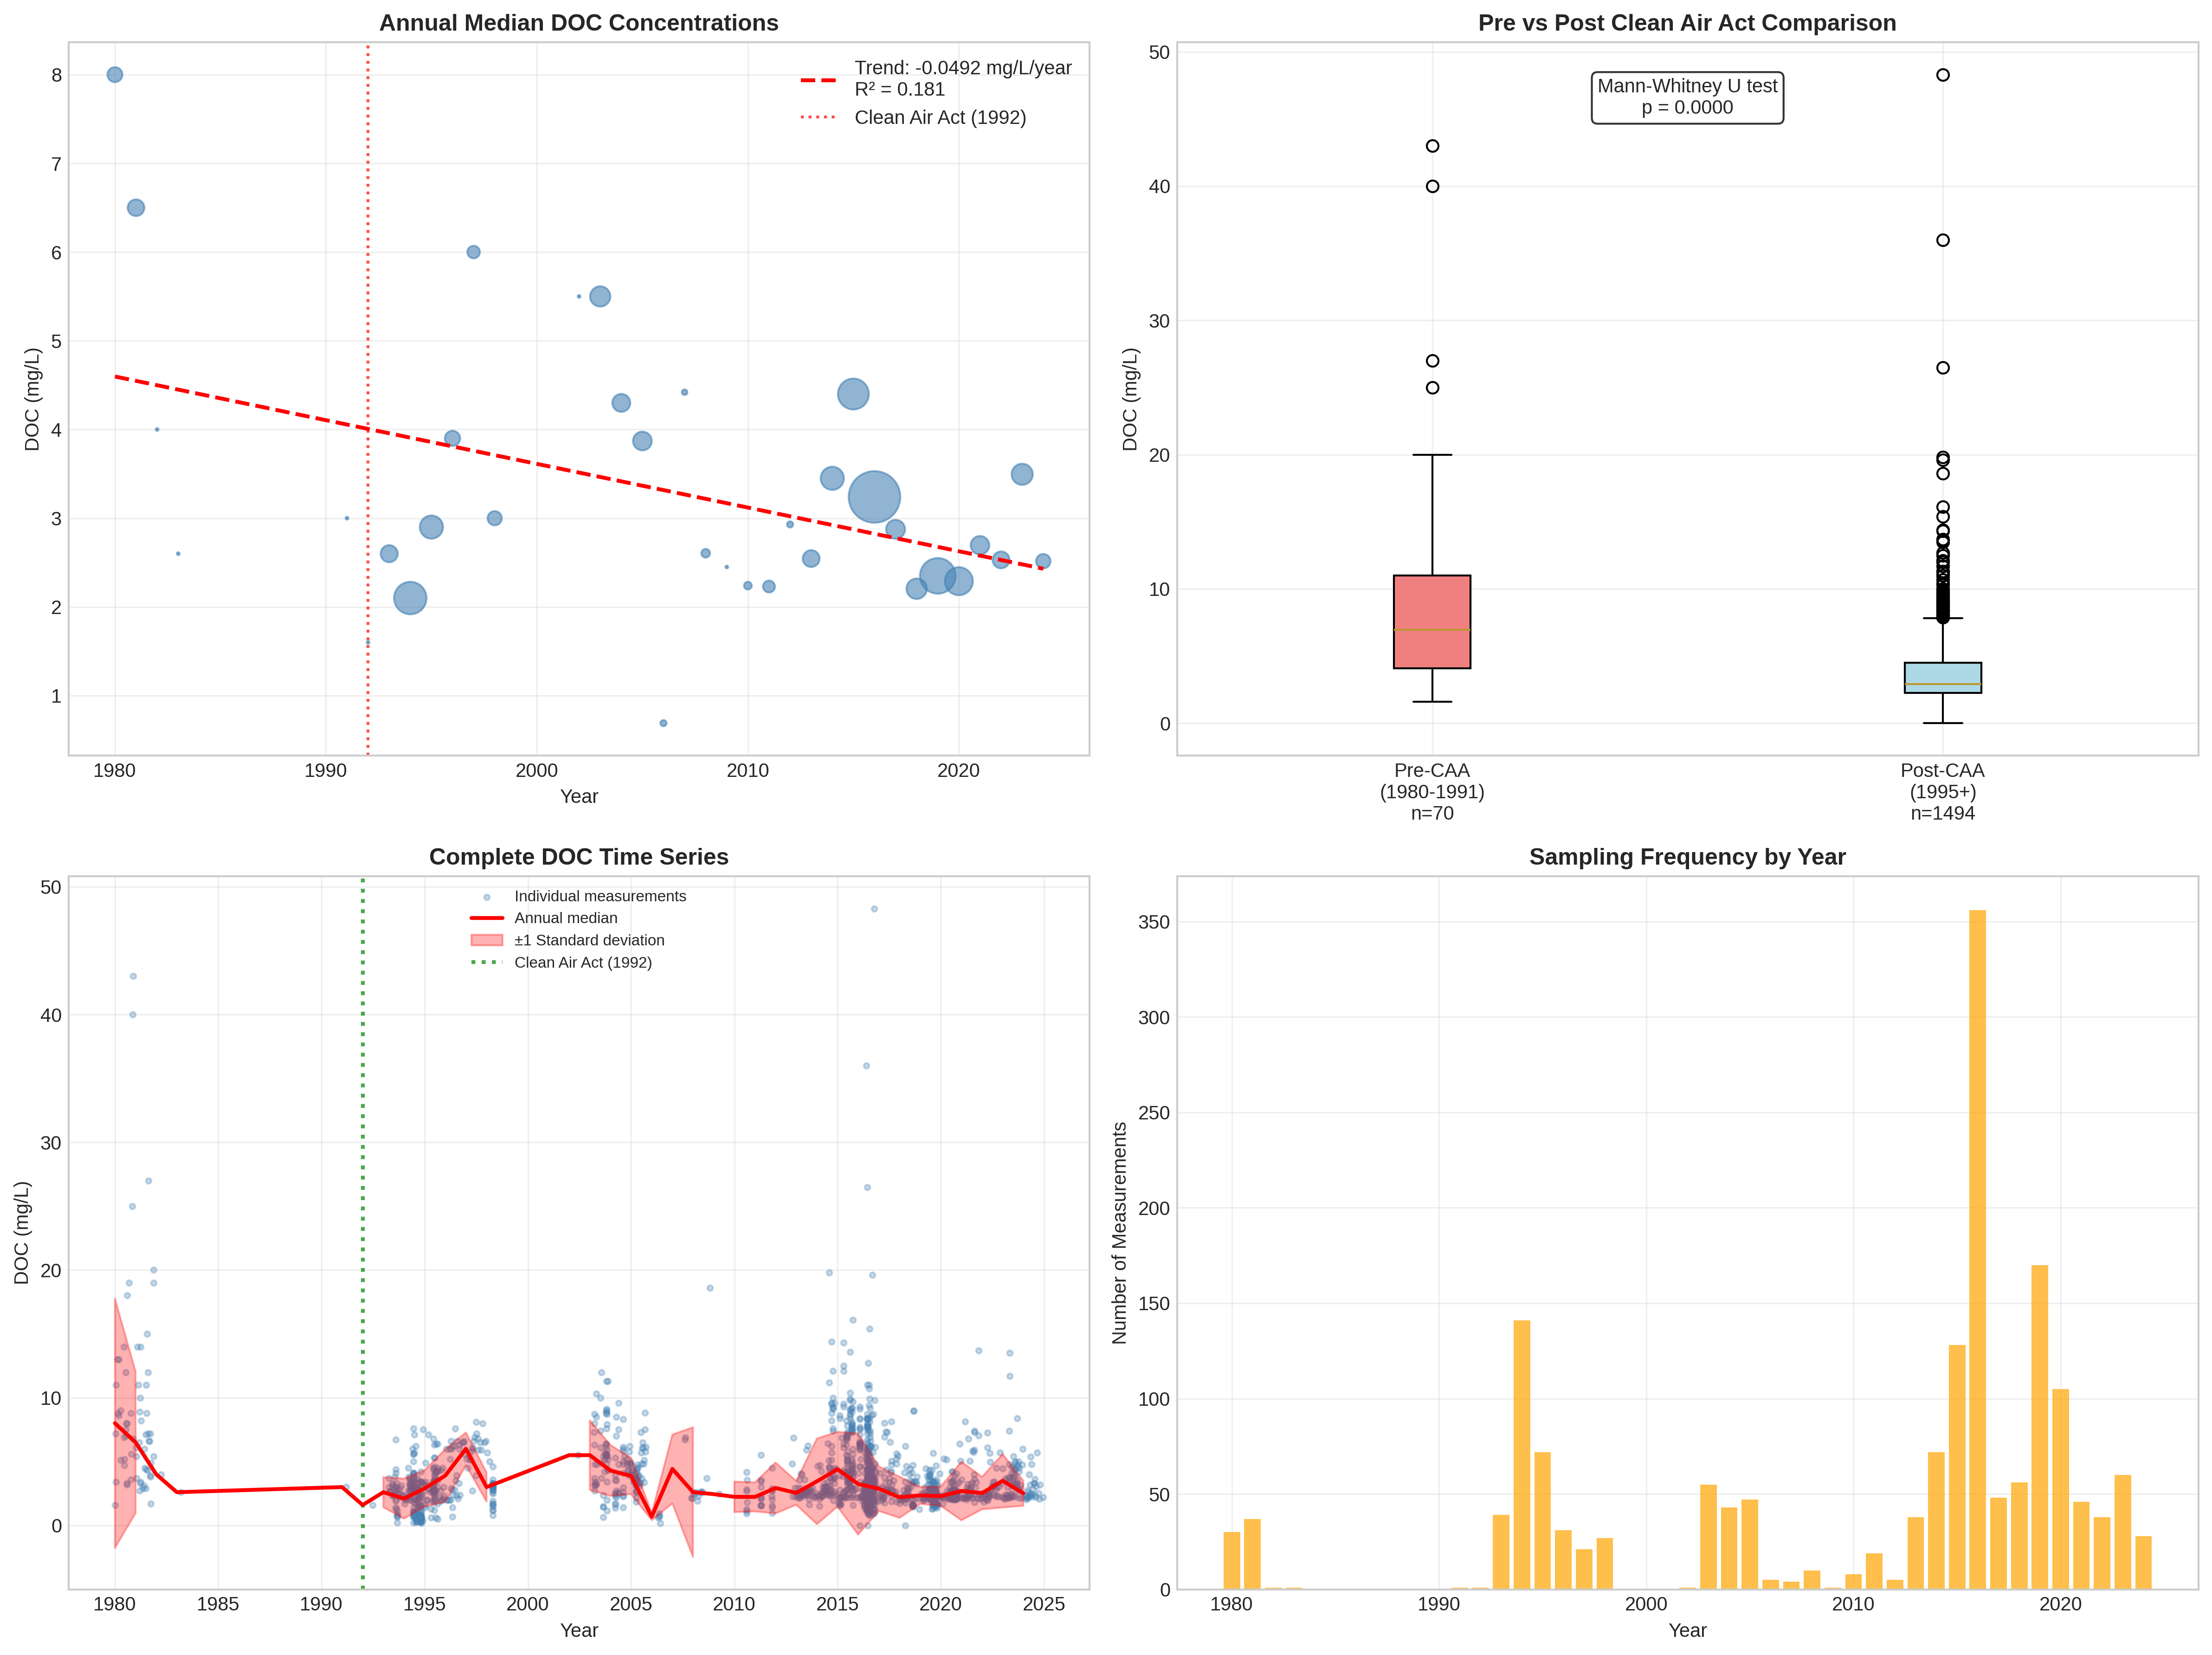 Annual Median DOC Concentrations
DOC (mg/L)
8
7
6
5
4
3
2
1
Trend: -0.0492 mg/L/year
R² = 0.181
Clean Air Act (1992)
1980 1990 2000 2010 2020
Year
Pre vs Post Clean Air Act Comparison
DOC (mg/L)
50
40
30
20
10
0
Mann-Whitney U test
p = 0.0000
Pre-CAA
(1980-1991)
n=70
Post-CAA
(1995+)
n=1494
Complete DOC Time Series
DOC (mg/L)
50
40
30
20
10
0
Individual measurements
Annual median
±1 Standard deviation
Clean Air Act (1992)
1980 1985 1990 1995 2000 2005 2010 2015 2020 2025
Year
Sampling Frequency by Year
Number of Measurements
350
300
250
200
150
100
50
0
1980 1990 2000 2010 2020
Year